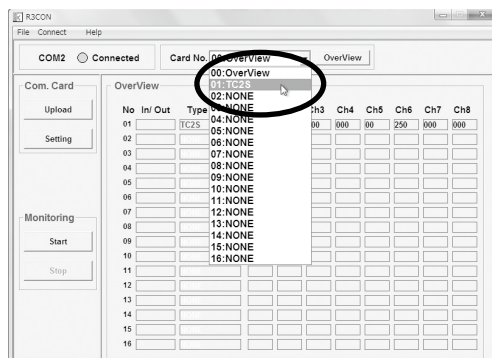 R3CON
File Connect Help
COM2 Connected Card No. 00:OverView OverView
00:OverView
01:TC2S
02:NONE
03:NONE
04:NONE
05:NONE
06:NONE
07:NONE
08:NONE
09:NONE
10:NONE
11:NONE
12:NONE
13:NONE
14:NONE
15:NONE
16:NONE
Com. Card
Upload
Setting
Monitoring
Start
Stop
OverView
No In/ Out Type Ch3 Ch4 Ch5 Ch6 Ch7 Ch8
01 TC2S 00 000 00 250 000 000
02
03
04
05
06
07
08
09
10
11
12
13
14
15
16